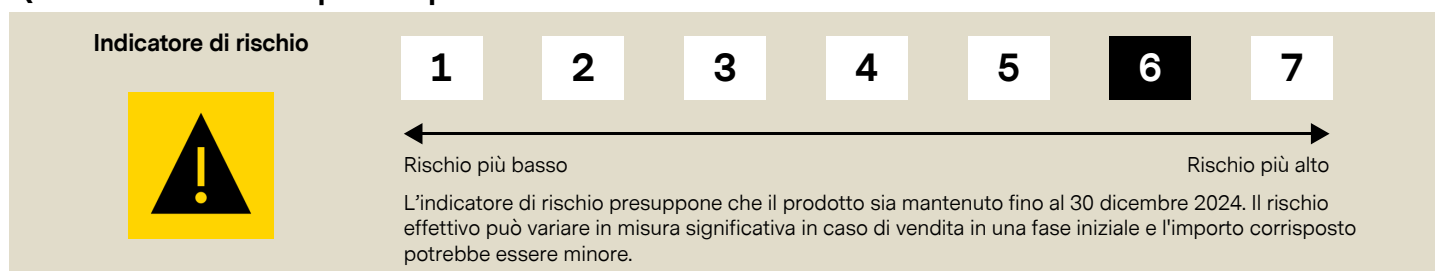 Indicatore di rischio
1 2 3 4 5 6 7
Rischio più basso Rischio più alto
L'indicatore di rischio presuppone che il prodotto sia mantenuto fino al 30 dicembre 2024. Il rischio
effettivo può variare in misura significativa in caso di vendita in una fase iniziale e l'importo corrisposto
potrebbe essere minore.